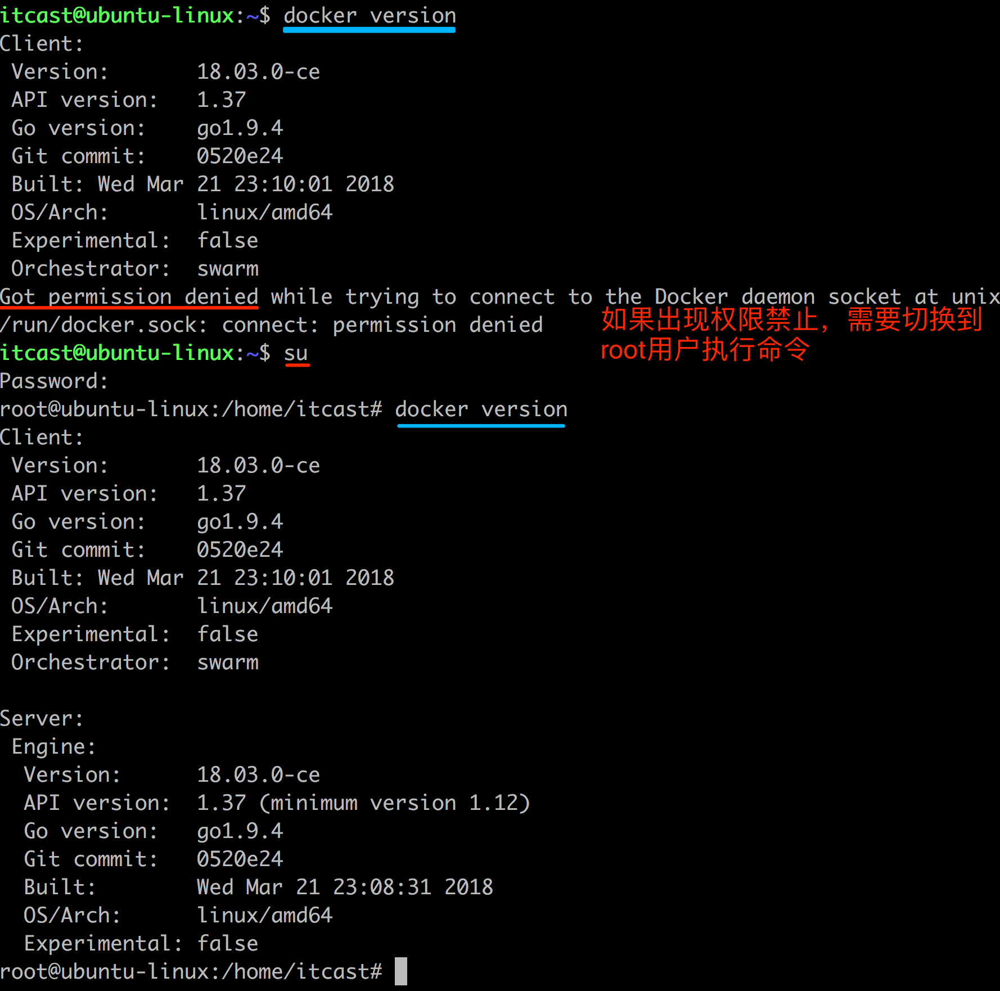 itcast@ubuntu-linux:~$ docker version
Client:
 Version:       18.03.0-ce
 API version:   1.37
 Go version:    go1.9.4
 Git commit:    0520e24
 Built: Wed Mar 21 23:10:01 2018
 OS/Arch:       linux/amd64
 Experimental:  false
 Orchestrator:  swarm
Got permission denied while trying to connect to the Docker daemon socket at unix
/run/docker.sock: connect: permission denied
如果出现权限禁止，需要切换到
root用户执行命令
itcast@ubuntu-linux:~$ su
Password:
root@ubuntu-linux:/home/itcast# docker version
Client:
 Version:       18.03.0-ce
 API version:   1.37
 Go version:    go1.9.4
 Git commit:    0520e24
 Built: Wed Mar 21 23:10:01 2018
 OS/Arch:       linux/amd64
 Experimental:  false
 Orchestrator:  swarm
Server:
 Engine:
  Version:      18.03.0-ce
  API version:  1.37 (minimum version 1.12)
  Go version:   go1.9.4
  Git commit:   0520e24
  Built:        Wed Mar 21 23:08:31 2018
  OS/Arch:      linux/amd64
  Experimental: false
root@ubuntu-linux:/home/itcast#